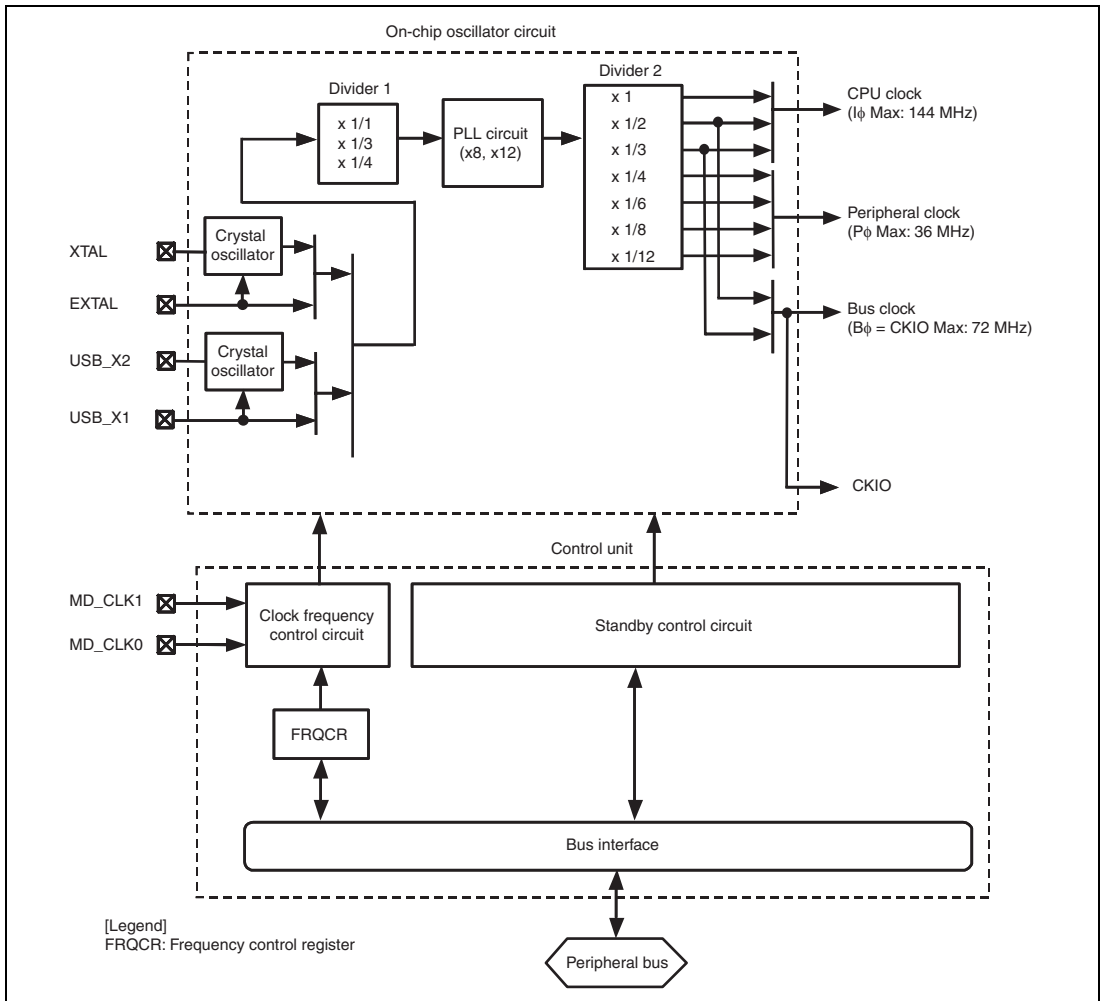 On-chip oscillator circuit
Divider 1
x 1/1
x 1/3
x 1/4
PLL circuit
(x8, x12)
Divider 2
x 1
x 1/2
x 1/3
x 1/4
x 1/6
x 1/8
x 1/12
CPU clock
(Iϕ Max: 144 MHz)
Peripheral clock
(Pϕ Max: 36 MHz)
Bus clock
(Bϕ = CKIO Max: 72 MHz)
CKIO
XTAL
Crystal
oscillator
EXTAL
USB_X2
Crystal
oscillator
USB_X1
Control unit
MD_CLK1
MD_CLK0
Clock frequency
control circuit
Standby control circuit
FRQCR
Bus interface
[Legend]
FRQCR: Frequency control register
Peripheral bus